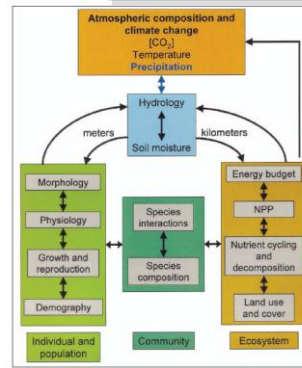 Atmospheric composition and
climate change
[CO₂]
Temperature
Precipitation
Hydrology
meters
kilometers
Soil moisture
Morphology
Physiology
Growth and
reproduction
Demography
Species
interactions
Species
composition
Energy budget
NPP
Nutrient cycling
and
decomposition
Land use
and cover
Individual and
population
Community
Ecosystem